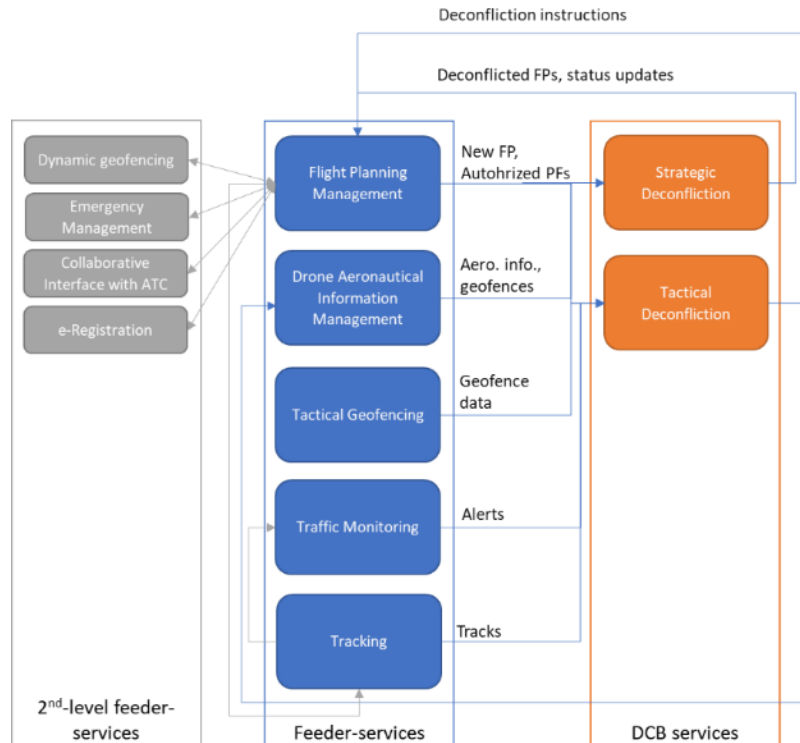 Deconfliction instructions
Deconflicted FPs, status updates
Dynamic geofencing
Emergency
Management
Collaborative
Interface with ATC
e-Registration
2nd-level feeder-
services
Flight Planning
Management
Drone Aeronautical
Information
Management
Tactical Geofencing
Traffic Monitoring
Tracking
Feeder-services
New FP,
Autohrized PFs
Aero. info.,
geofences
Geofence
data
Alerts
Tracks
Strategic
Deconfliction
Tactical
Deconfliction
DCB services